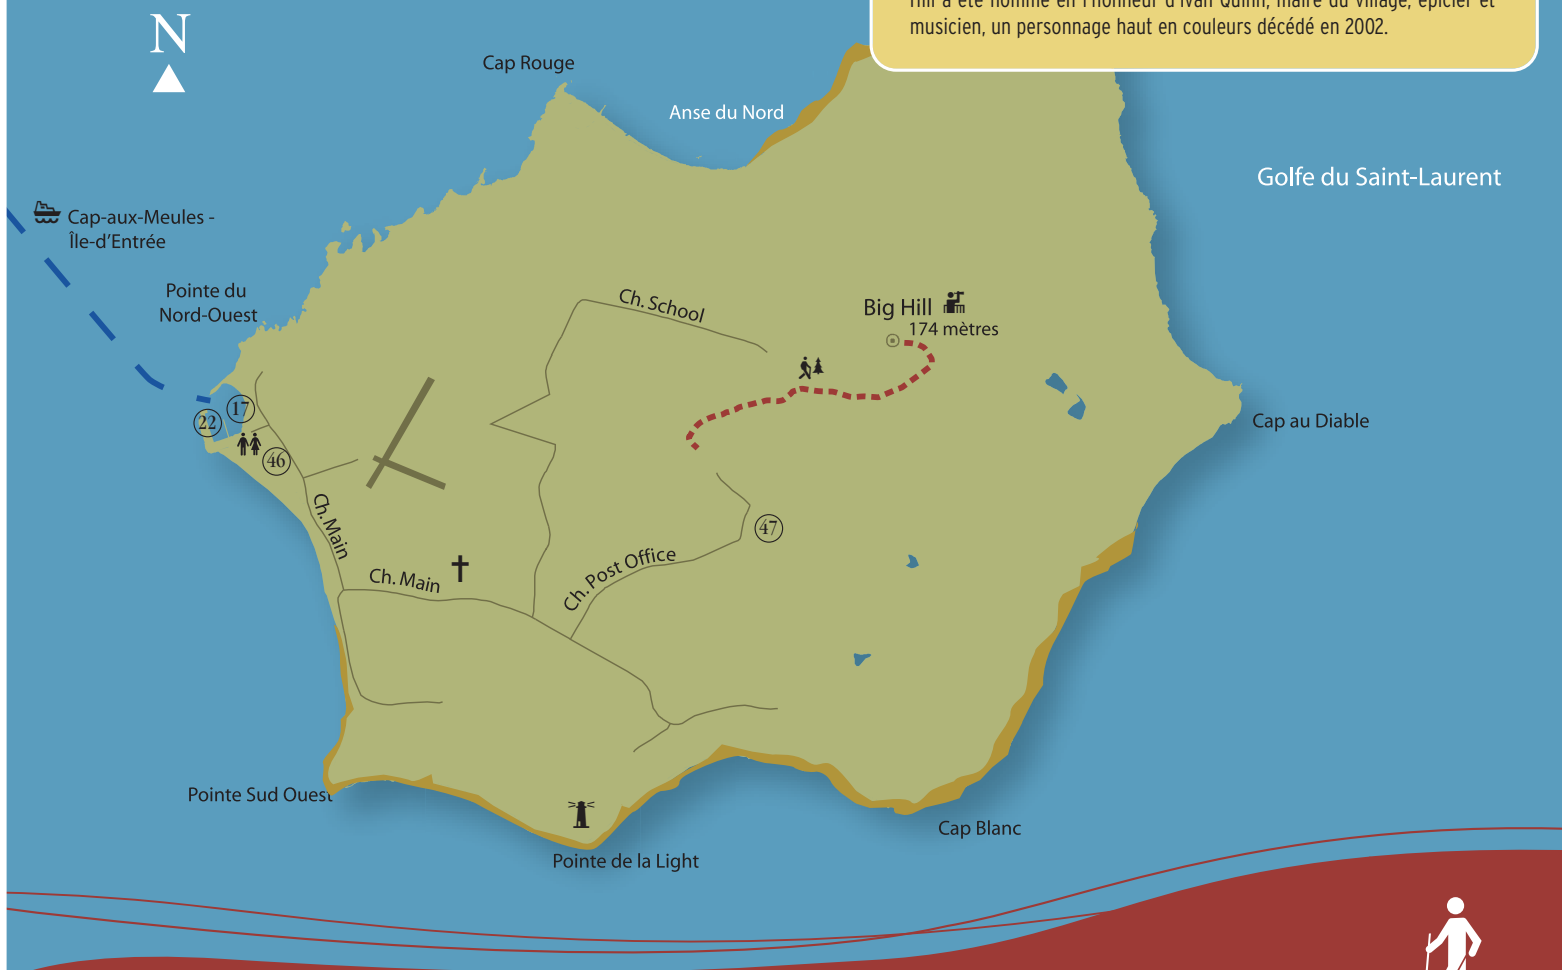 musicien, un personnage haut en couleurs décédé en 2002.
N
Cap Rouge
Anse du Nord
Golfe du Saint-Laurent
Cap-aux-Meules -
Île-d'Entrée
Pointe du
Nord-Ouest
Ch. School
Big Hill
174 mètres
22
17
46
Cap au Diable
Ch. Main
47
Ch. Main
Ch. Post Office
Pointe Sud Ouest
Cap Blanc
Pointe de la Light